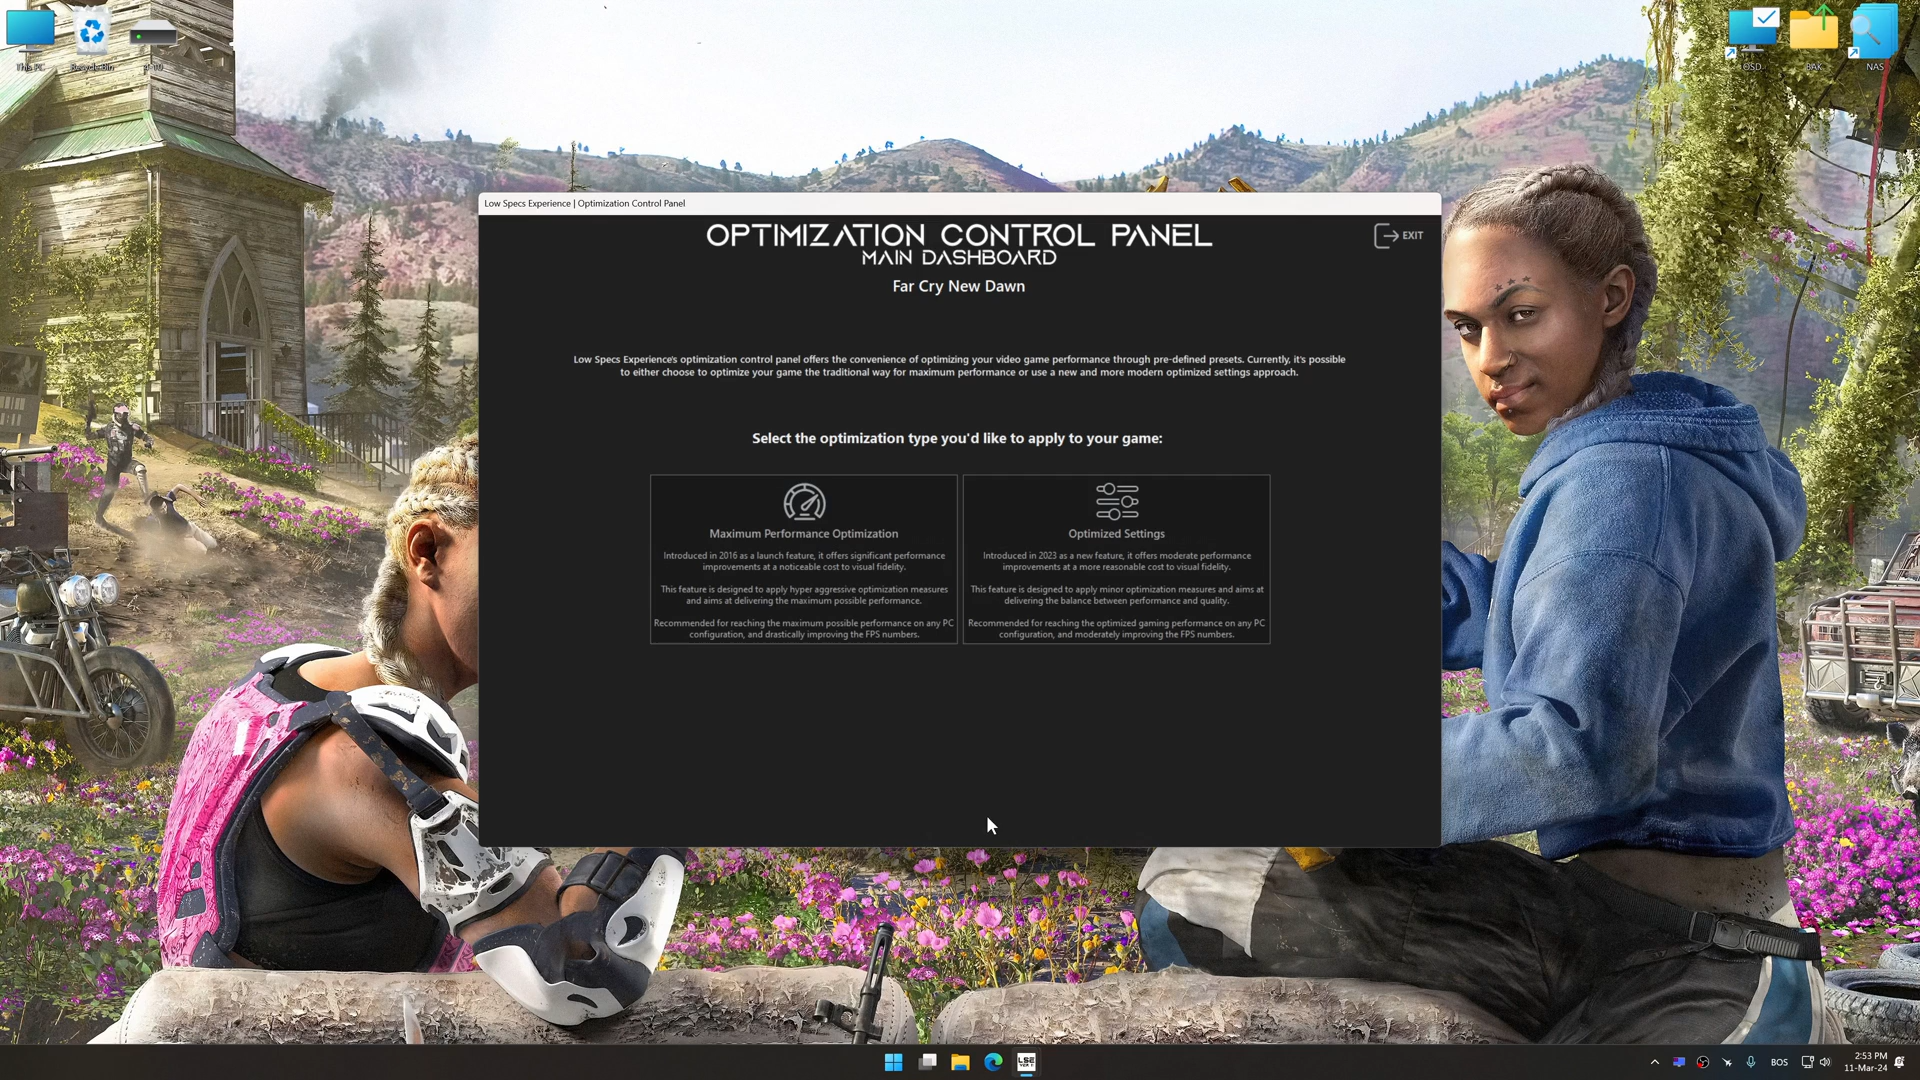 This PC
Recycle Bin
OSD
BAK
NAS
Low Specs Experience | Optimization Control Panel
OPTIMIZATION CONTROL PANEL
MAIN DASHBOARD
EXIT
Far Cry New Dawn
Low Specs Experience's optimization control panel offers the convenience of optimizing your video game performance through pre-defined presets. Currently, it's possible
to either choose to optimize your game the traditional way for maximum performance or use a new and more modern optimized settings approach.
Select the optimization type you'd like to apply to your game:
Maximum Performance Optimization
Introduced in 2016 as a launch feature, it offers significant performance
improvements at a noticeable cost to visual fidelity.
This feature is designed to apply hyper aggressive optimization measures
and aims at delivering the maximum possible performance.
Recommended for reaching the maximum possible performance on any PC
configuration, and drastically improving the FPS numbers.
Optimized Settings
Introduced in 2023 as a new feature, it offers moderate performance
improvements at a more reasonable cost to visual fidelity.
This feature is designed to apply minor optimization measures and aims at
delivering the balance between performance and quality.
Recommended for reaching the optimized gaming performance on any PC
configuration, and moderately improving the FPS numbers.
LSE
BOS
2:53 PM
11-Mar-24